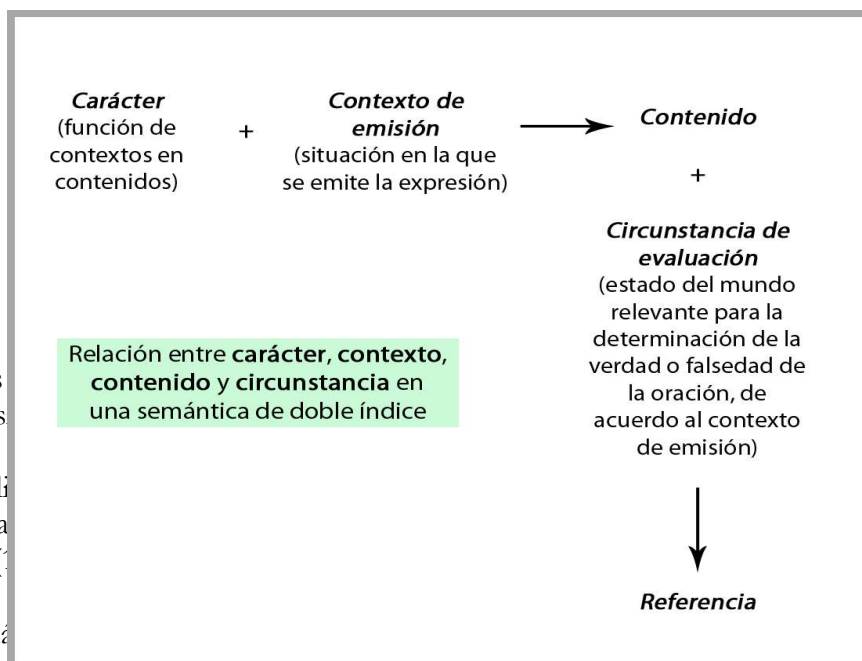 Carácter
(función de
contextos en
contenidos)
+
Contexto de
emisión
(situación en la que
se emite la expresión)
Contenido
+
Circunstancia de
evaluación
(estado del mundo
relevante para la
determinación de la
verdad o falsedad de
la oración, de
acuerdo al contexto
de emisión)
Referencia
Relación entre carácter, contexto,
contenido y circunstancia en
una semántica de doble índice